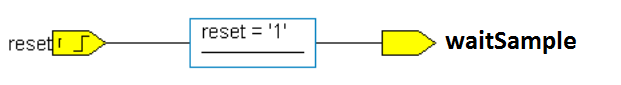 reset r reset = '1' waitSample